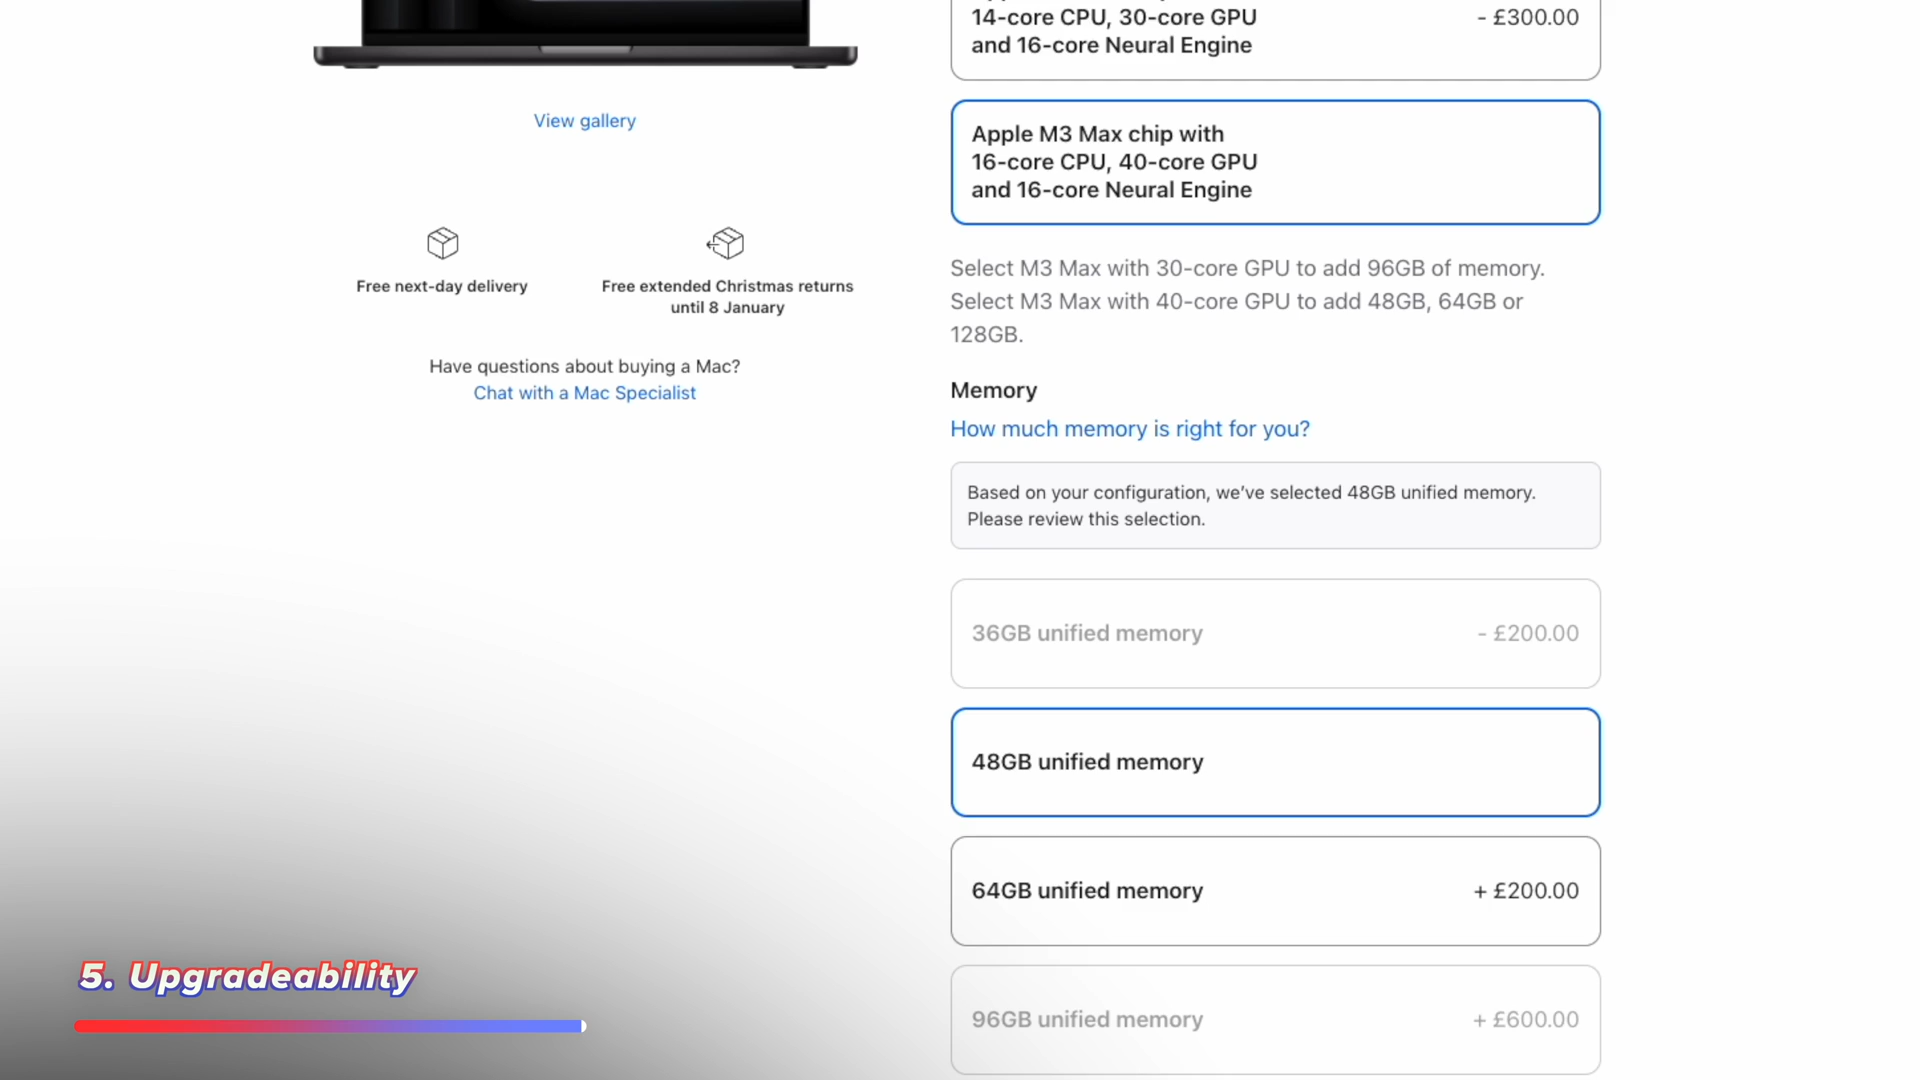 14-core CPU, 30-core GPU
and 16-core Neural Engine
- £300.00
View gallery
Apple M3 Max chip with
16-core CPU, 40-core GPU
and 16-core Neural Engine
Free next-day delivery
Free extended Christmas returns
until 8 January
Have questions about buying a Mac?
Chat with a Mac Specialist
Select M3 Max with 30-core GPU to add 96GB of memory.
Select M3 Max with 40-core GPU to add 48GB, 64GB or
128GB.
Memory
How much memory is right for you?
Based on your configuration, we’ve selected 48GB unified memory.
Please review this selection.
36GB unified memory
- £200.00
48GB unified memory
64GB unified memory
+ £200.00
96GB unified memory
+ £600.00
5. Upgradeability